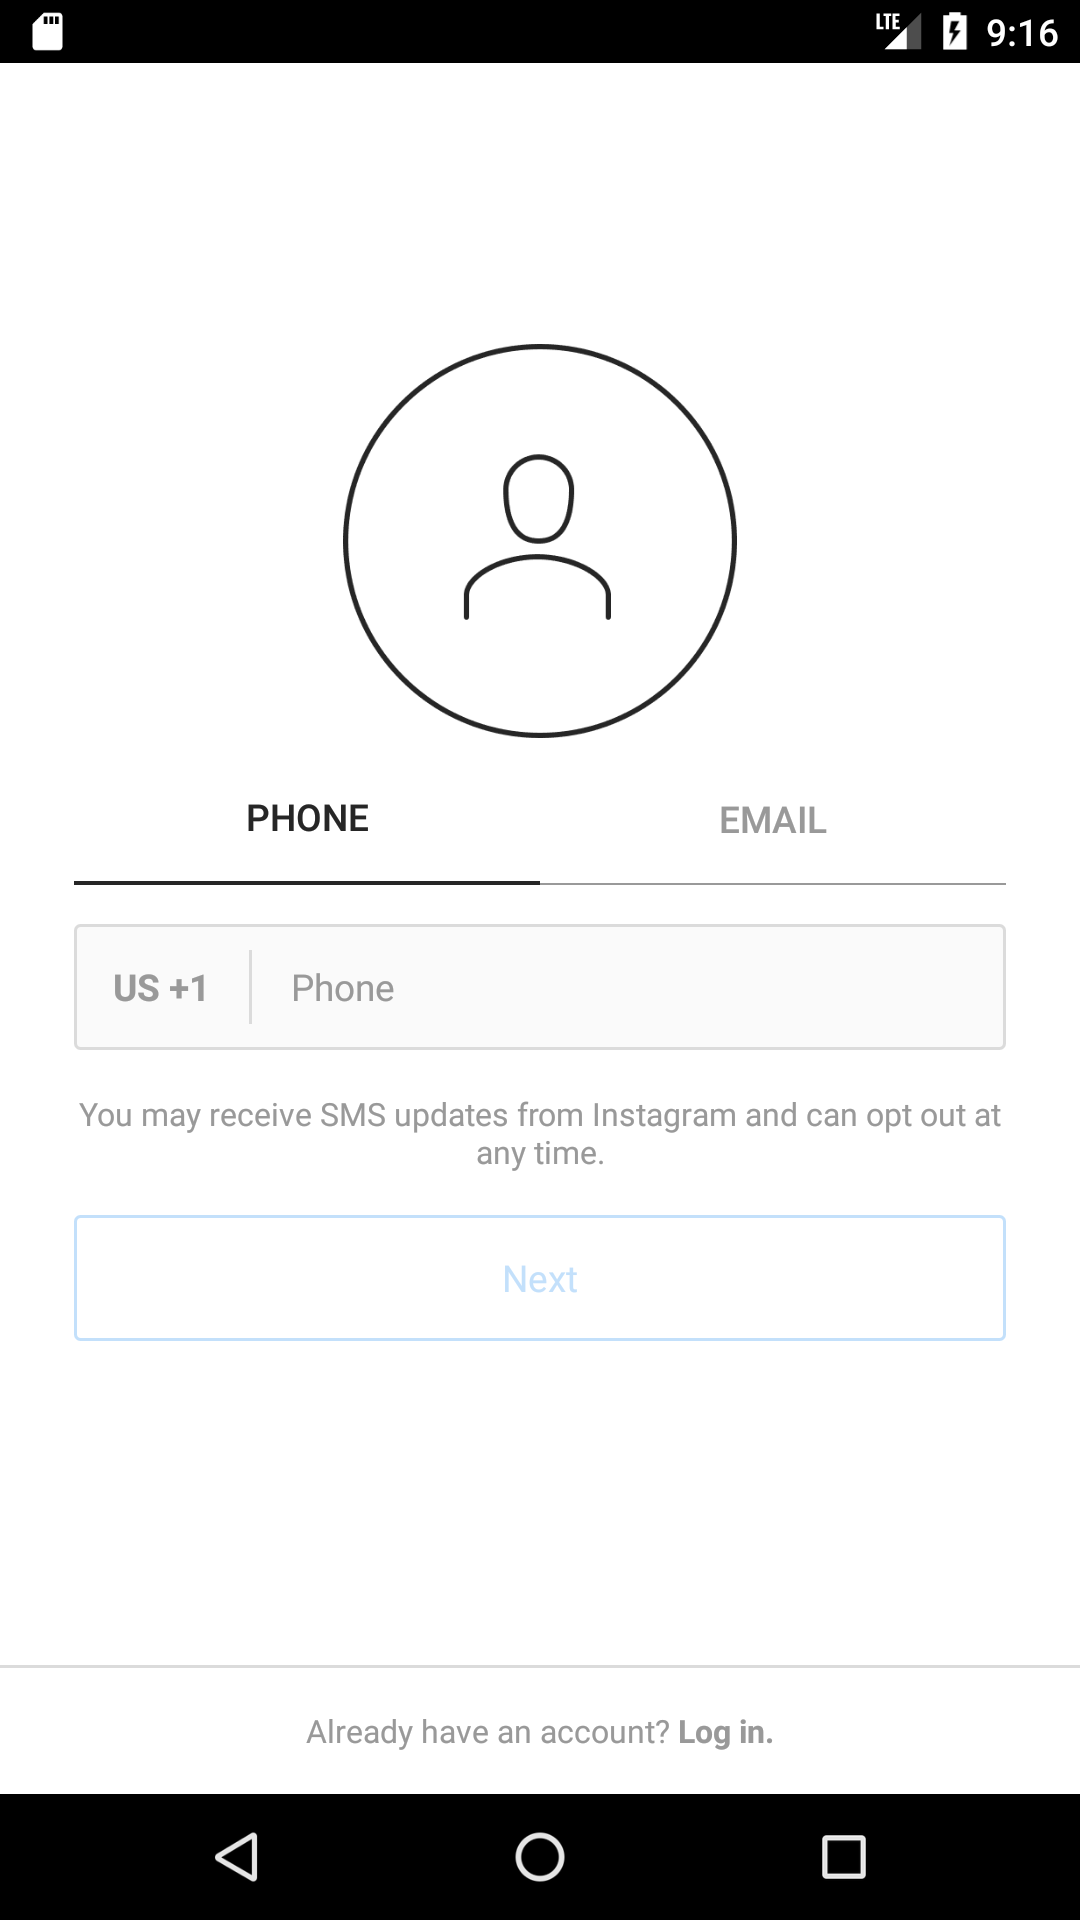 LTE 9:16
PHONE EMAIL
US +1 Phone
You may receive SMS updates from Instagram and can opt out at
any time.
Next
Already have an account? Log in.